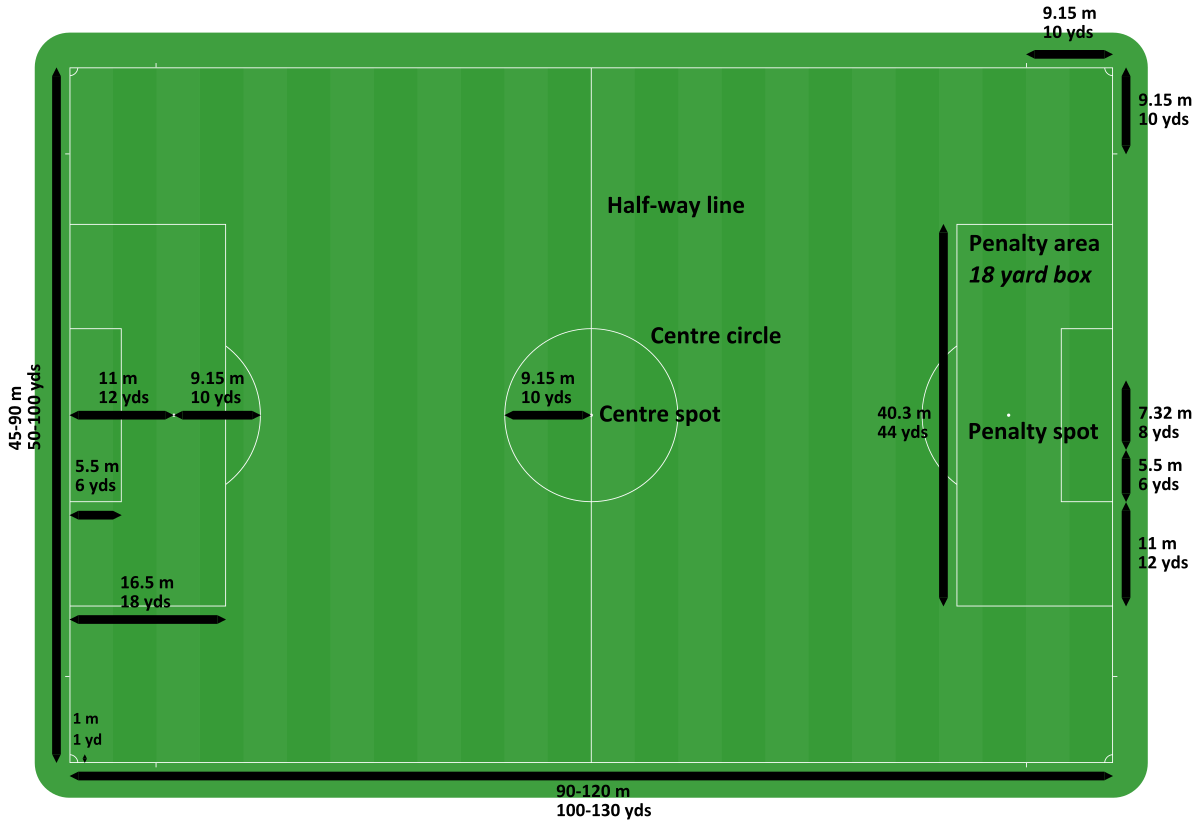 9.15 m
10 yds
9.15 m
10 yds
Half-way line
Penalty area
18 yard box
Centre circle
11 m
12 yds
9.15 m
10 yds
9.15 m
10 yds
Centre spot
40.3 m
44 yds
Penalty spot
7.32 m
8 yds
45-90 m
50-100 yds
5.5 m
6 yds
5.5 m
6 yds
11 m
12 yds
16.5 m
18 yds
1 m
1 yd
90-120 m
100-130 yds